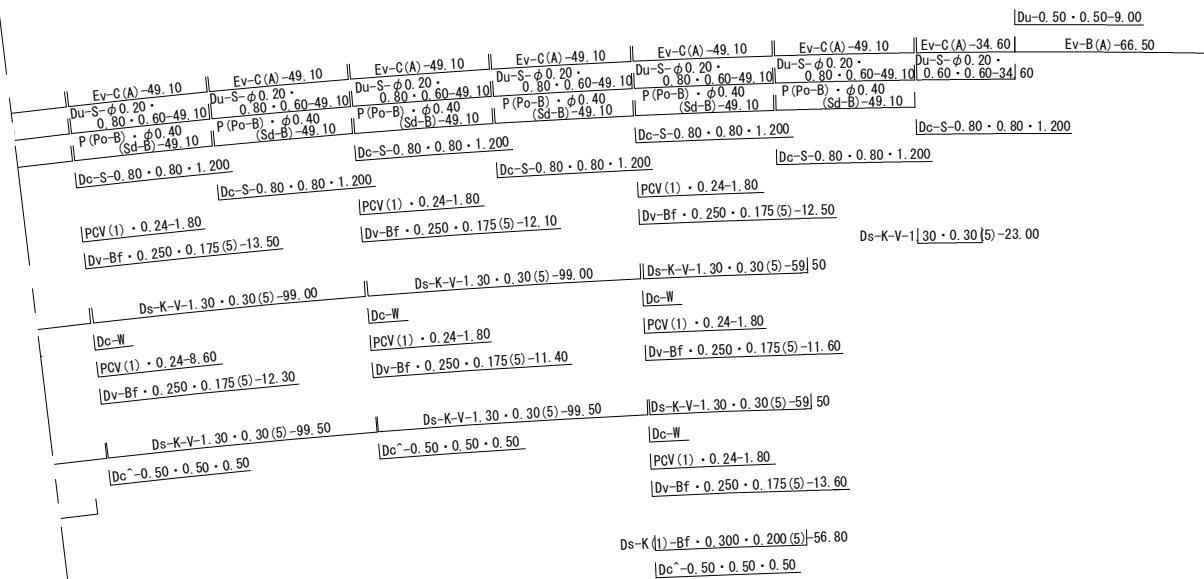 Du-0.50・0.50-9.00
Ev-C(A)-49.10
Ev-C(A)-49.10
Ev-C(A)-49.10
Ev-C(A)-49.10
Ev-C(A)-49.10
Ev-C(A)-49.10
Ev-C(A)-34.60
Ev-B(A)-66.50
Du-S-φ0.20・
0.80・0.60-49.10
Du-S-φ0.20・
0.80・0.60-49.10
Du-S-φ0.20・
0.80・0.60-49.10
Du-S-φ0.20・
0.80・0.60-49.10
Du-S-φ0.20・
0.80・0.60-49.10
Du-S-φ0.20・
0.80・0.60-49.10
Du-S-φ0.20・
0.60・0.60-34.60
P(Po-B)・φ0.40
(Sd-B)-49.10
P(Po-B)・φ0.40
(Sd-B)-49.10
P(Po-B)・φ0.40
(Sd-B)-49.10
P(Po-B)・φ0.40
(Sd-B)-49.10
P(Po-B)・φ0.40
(Sd-B)-49.10
P(Po-B)・φ0.40
(Sd-B)-49.10
Dc-S-0.80・0.80・1.200
Dc-S-0.80・0.80・1.200
Dc-S-0.80・0.80・1.200
Dc-S-0.80・0.80・1.200
Dc-S-0.80・0.80・1.200
Dc-S-0.80・0.80・1.200
Dc-S-0.80・0.80・1.200
PCV(1)・0.24-1.80
PCV(1)・0.24-1.80
PCV(1)・0.24-1.80
Dv-Bf・0.250・0.175(5)-13.50
Dv-Bf・0.250・0.175(5)-12.10
Dv-Bf・0.250・0.175(5)-12.50
Ds-K-V-1.30・0.30(5)-23.00
Ds-K-V-1.30・0.30(5)-99.00
Ds-K-V-1.30・0.30(5)-99.00
Ds-K-V-1.30・0.30(5)-59.50
Dc-W
Dc-W
Dc-W
PCV(1)・0.24-8.60
PCV(1)・0.24-1.80
PCV(1)・0.24-1.80
Dv-Bf・0.250・0.175(5)-12.30
Dv-Bf・0.250・0.175(5)-11.40
Dv-Bf・0.250・0.175(5)-11.60
Ds-K-V-1.30・0.30(5)-99.50
Ds-K-V-1.30・0.30(5)-99.50
Ds-K-V-1.30・0.30(5)-59.50
Dc^-0.50・0.50・0.50
Dc^-0.50・0.50・0.50
Dc-W
PCV(1)・0.24-1.80
Dv-Bf・0.250・0.175(5)-13.60
Ds-K(1)-Bf・0.300・0.200(5)-56.80
Dc^-0.50・0.50・0.50